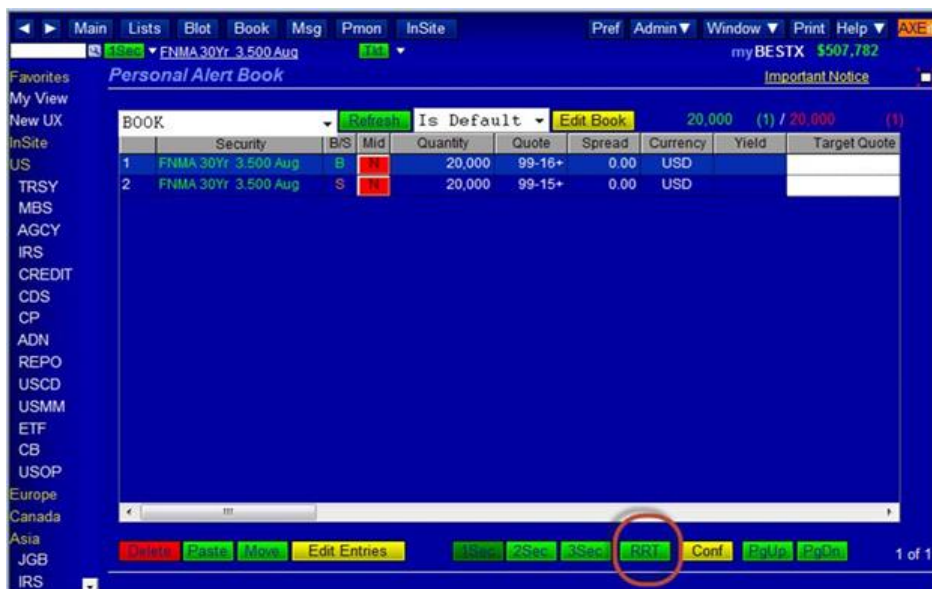 ◄ ► Main Lists Blot Book Msg Pmon InSite Pref Admin▼ Window ▼ Print Help ▼ AXE
1Sec ▼ FNMA 30Yr 3.500 Aug Tkt ▼ myBESTX $507,782
Favorites Personal Alert Book Important Notice
My View
New UX BOOK Refresh Is Default Edit Book 20,000 (1) / 20,000 (1)
InSite Security B/S Mid Quantity Quote Spread Currency Yield Target Quote
US 1 FNMA 30Yr 3.500 Aug B N 20,000 99-16+ 0.00 USD
TRSY 2 FNMA 30Yr 3.500 Aug S N 20,000 99-15+ 0.00 USD
MBS
AGCY
IRS
CREDIT
CDS
CP
ADN
REPO
USCD
USMM
ETF
CB
USOP
Europe
Canada
Asia Delete Paste Move Edit Entries 1Sec 2Sec 3Sec RRT Conf PgUp PgDn 1 of 1
JGB
IRS